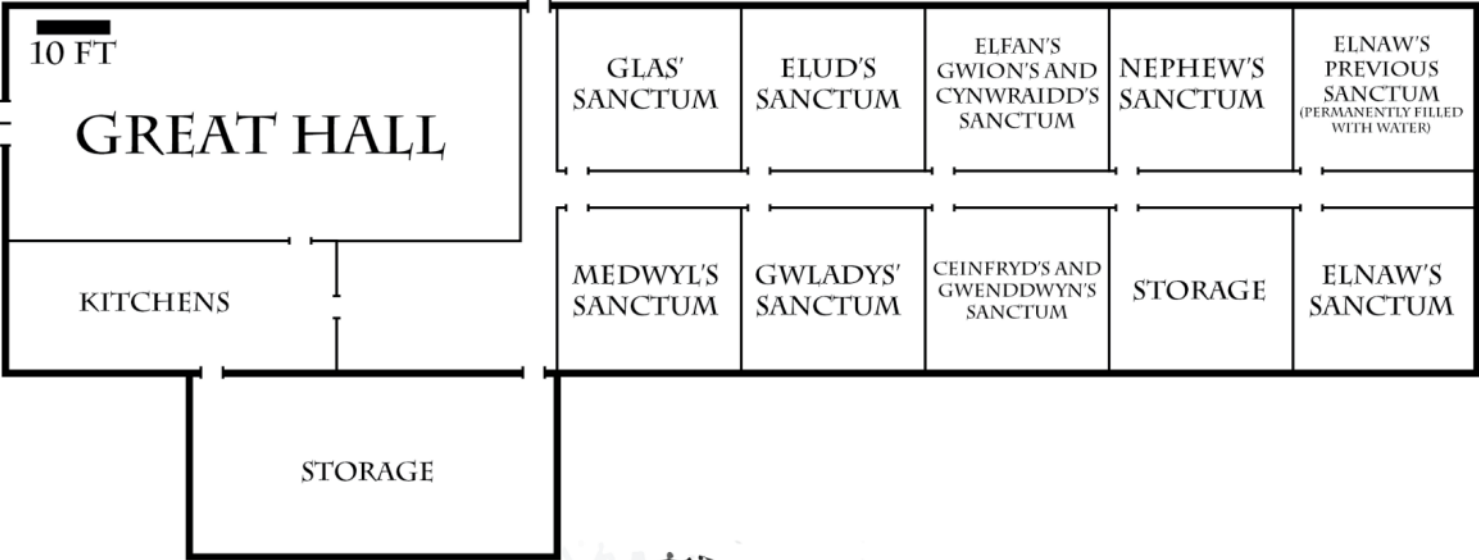 10 FT
GREAT HALL
GLAS'
SANCTUM
ELUD'S
SANCTUM
ELFAN'S
GWION'S AND
CYNWRAIDD'S
SANCTUM
NEPHEW'S
SANCTUM
ELNAW'S
PREVIOUS
SANCTUM
(PERMANENTLY FILLED
WITH WATER)
KITCHENS
MEDWYL'S
SANCTUM
GWLADYS'
SANCTUM
CEINFRYD'S AND
GWENDDWYN'S
SANCTUM
STORAGE
ELNAW'S
SANCTUM
STORAGE